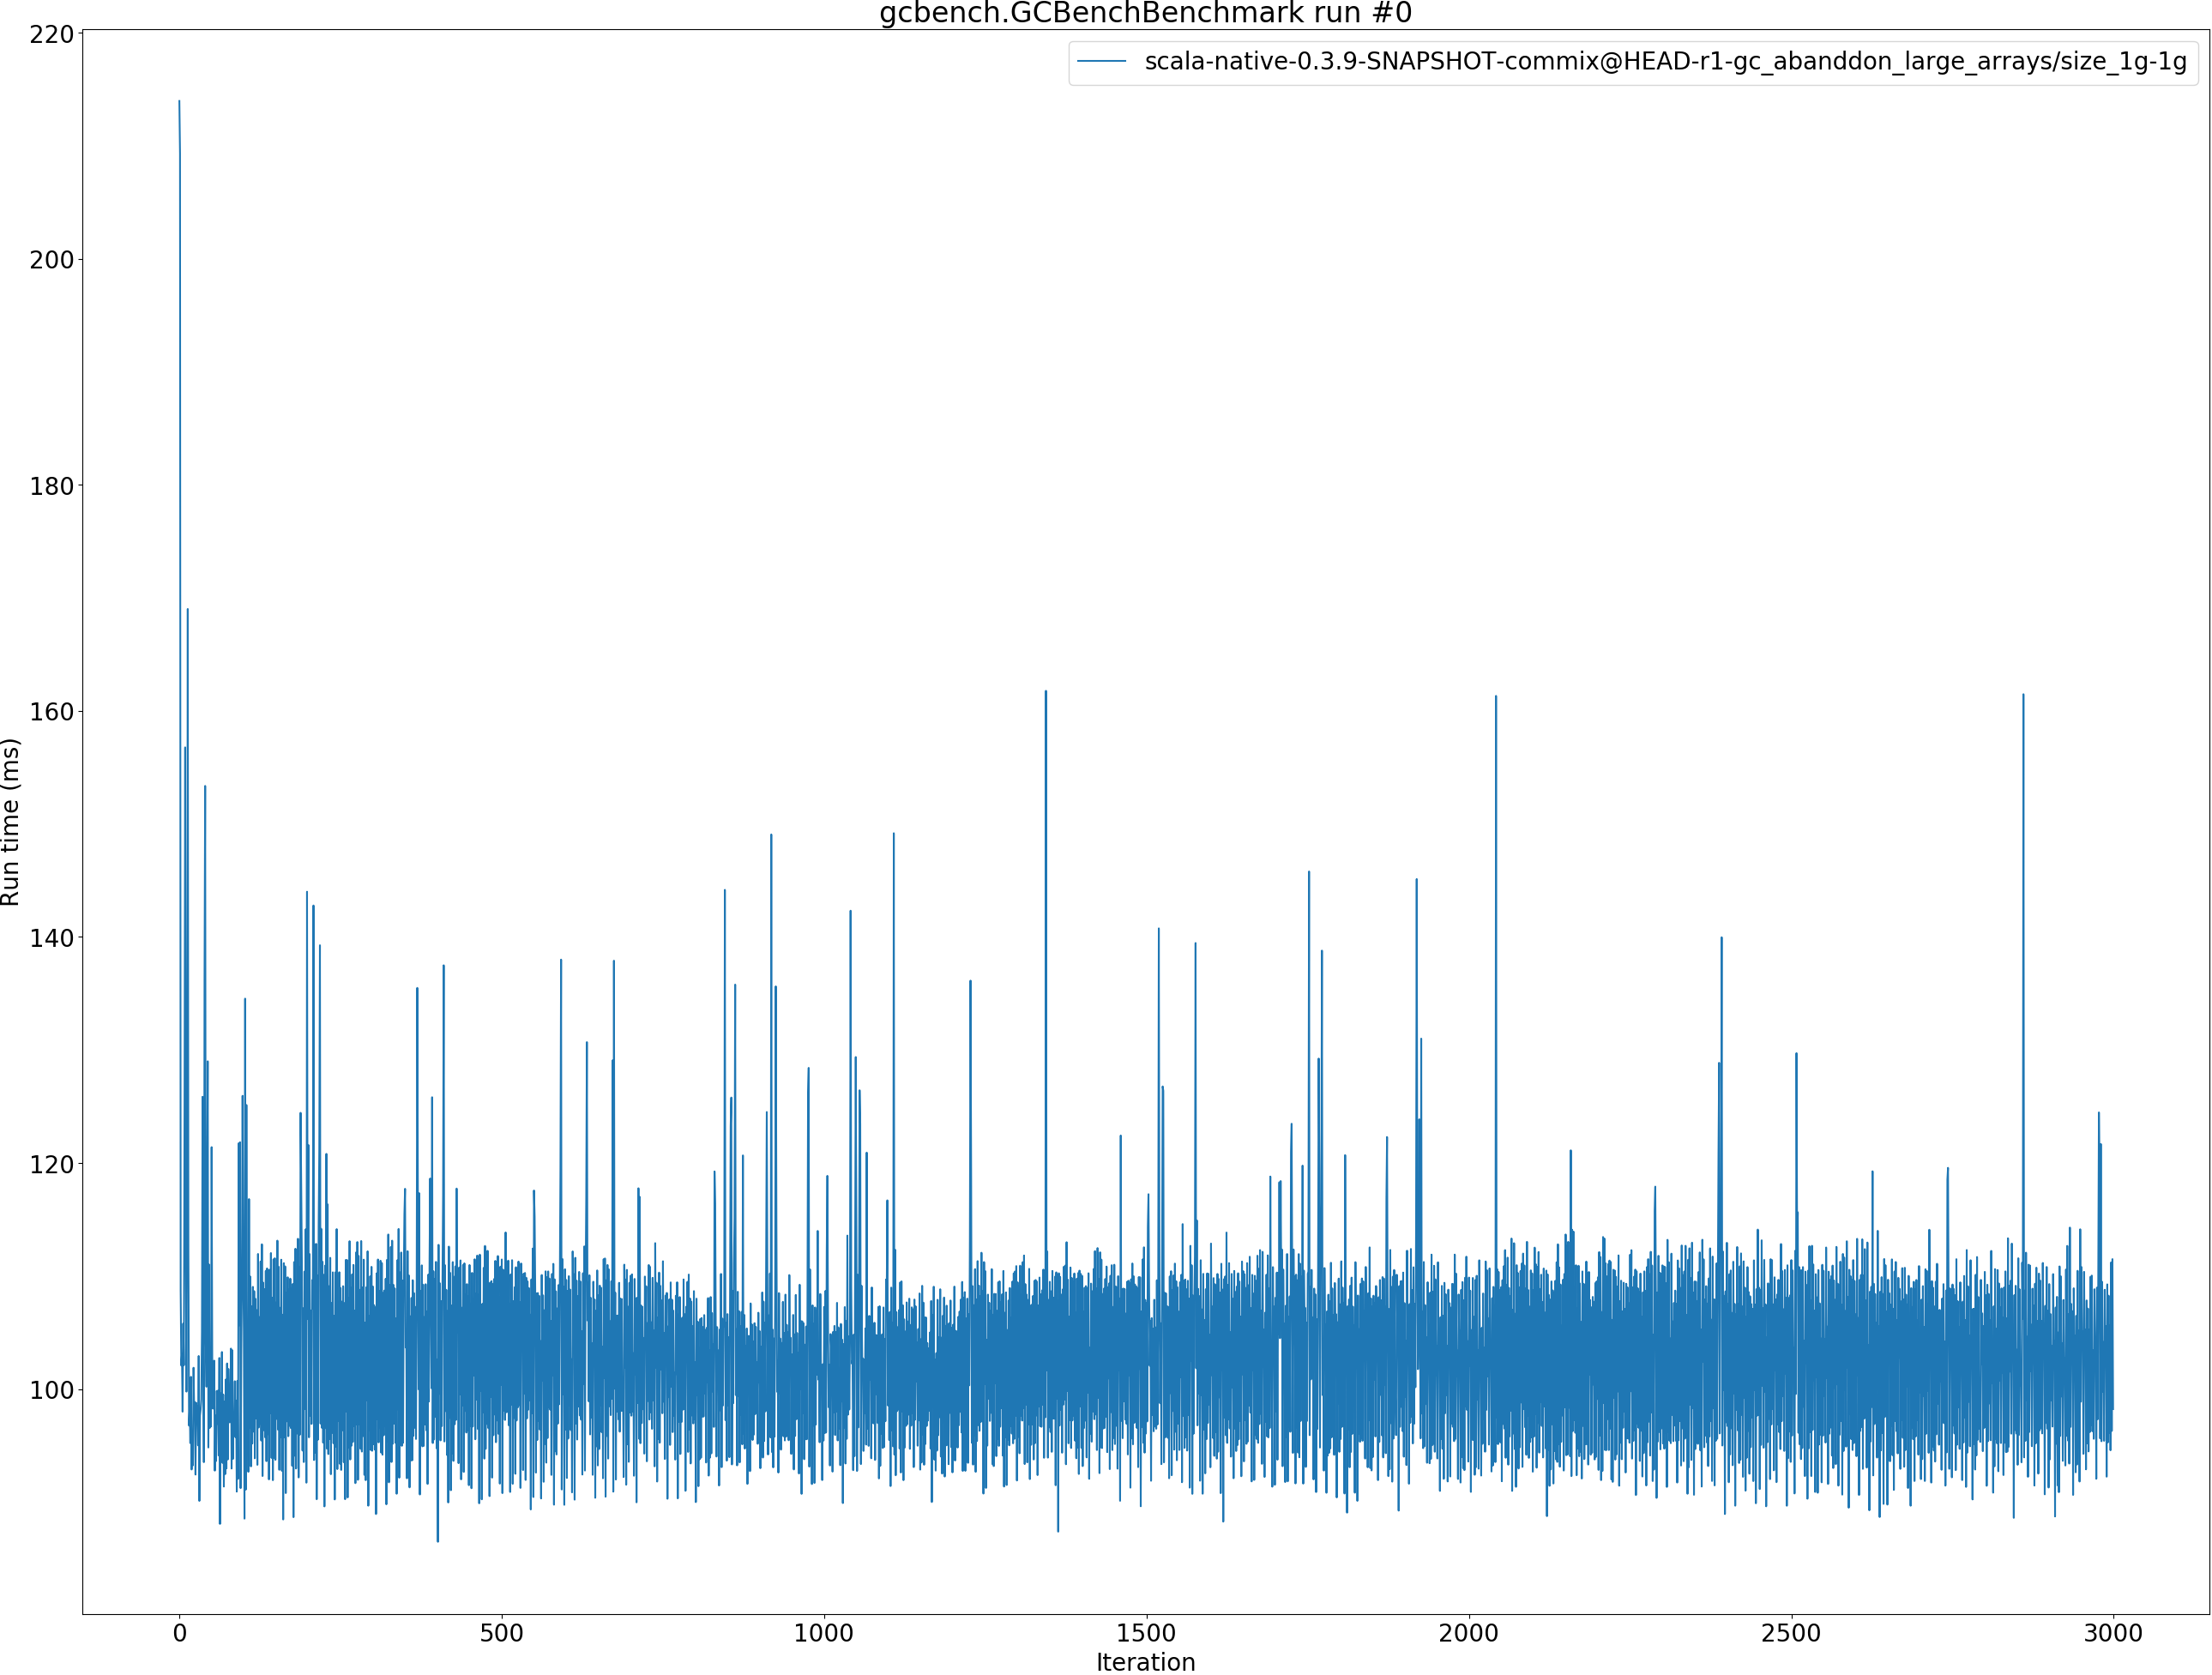 gcbench.GCBenchBenchmark run #0
scala-native-0.3.9-SNAPSHOT-commix@HEAD-r1-gc_abanddon_large_arrays/size_1g-1g
220
200
180
160
140
120
100
Run time (ms)
0 500 1000 1500 2000 2500 3000
Iteration